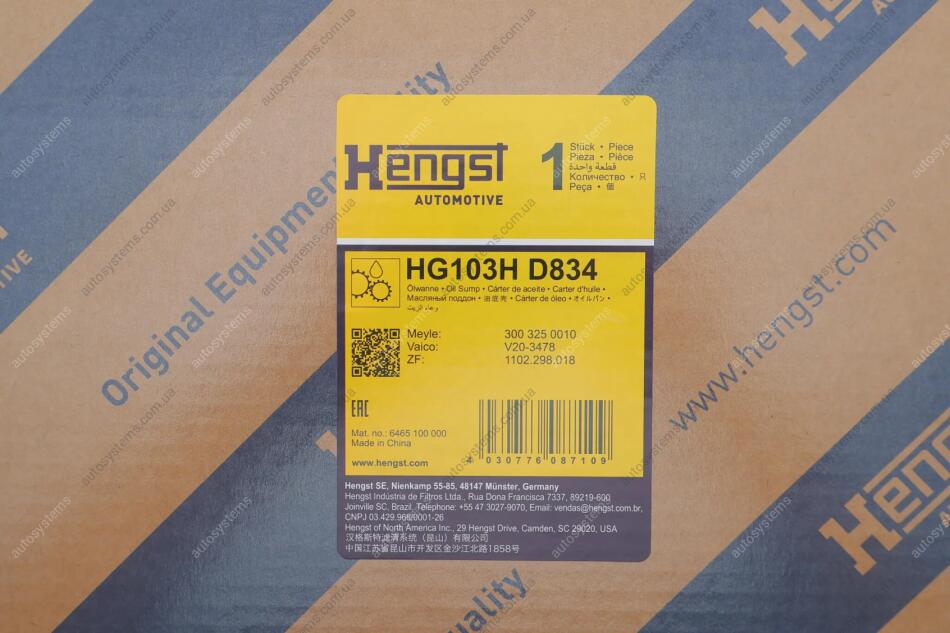 Hengst
AUTOMOTIVE
1
Stück • Piece
Pieza • Pièce
قطعة واحدة
Количество • 只
Peça • 個
HG103H D834
Ölwanne • Oil Sump • Cárter de aceite • Carter d'huile •
Масляный поддон • 油底壳 • Cárter de óleo • オイルパン •
وعاء الزيت
Meyle: 300 325 0010
Vaico: V20-3478
ZF: 1102.298.018
EAC
Mat. no.: 6465 100 000
Made in China
www.hengst.com
4 030776 087109
Hengst SE, Nienkamp 55-85, 48147 Münster, Germany
Hengst Indústria de Filtros Ltda., Rua Dona Francisca 7337, 89219-600
Joinville SC, Brazil, Telephone: +55 47 3027-9070, Email: vendas@hengst.com.br,
CNPJ 03.429.968/0001-26
Hengst of North America Inc., 29 Hengst Drive, Camden, SC 29020, USA
汉格斯特滤清系统（昆山）有限公司
中国江苏省昆山市开发区金沙江北路1858号
Original Equipment Quality
www.hengst.com
Hengst
AUTOMOTIVE
uality
autosystems.com.ua